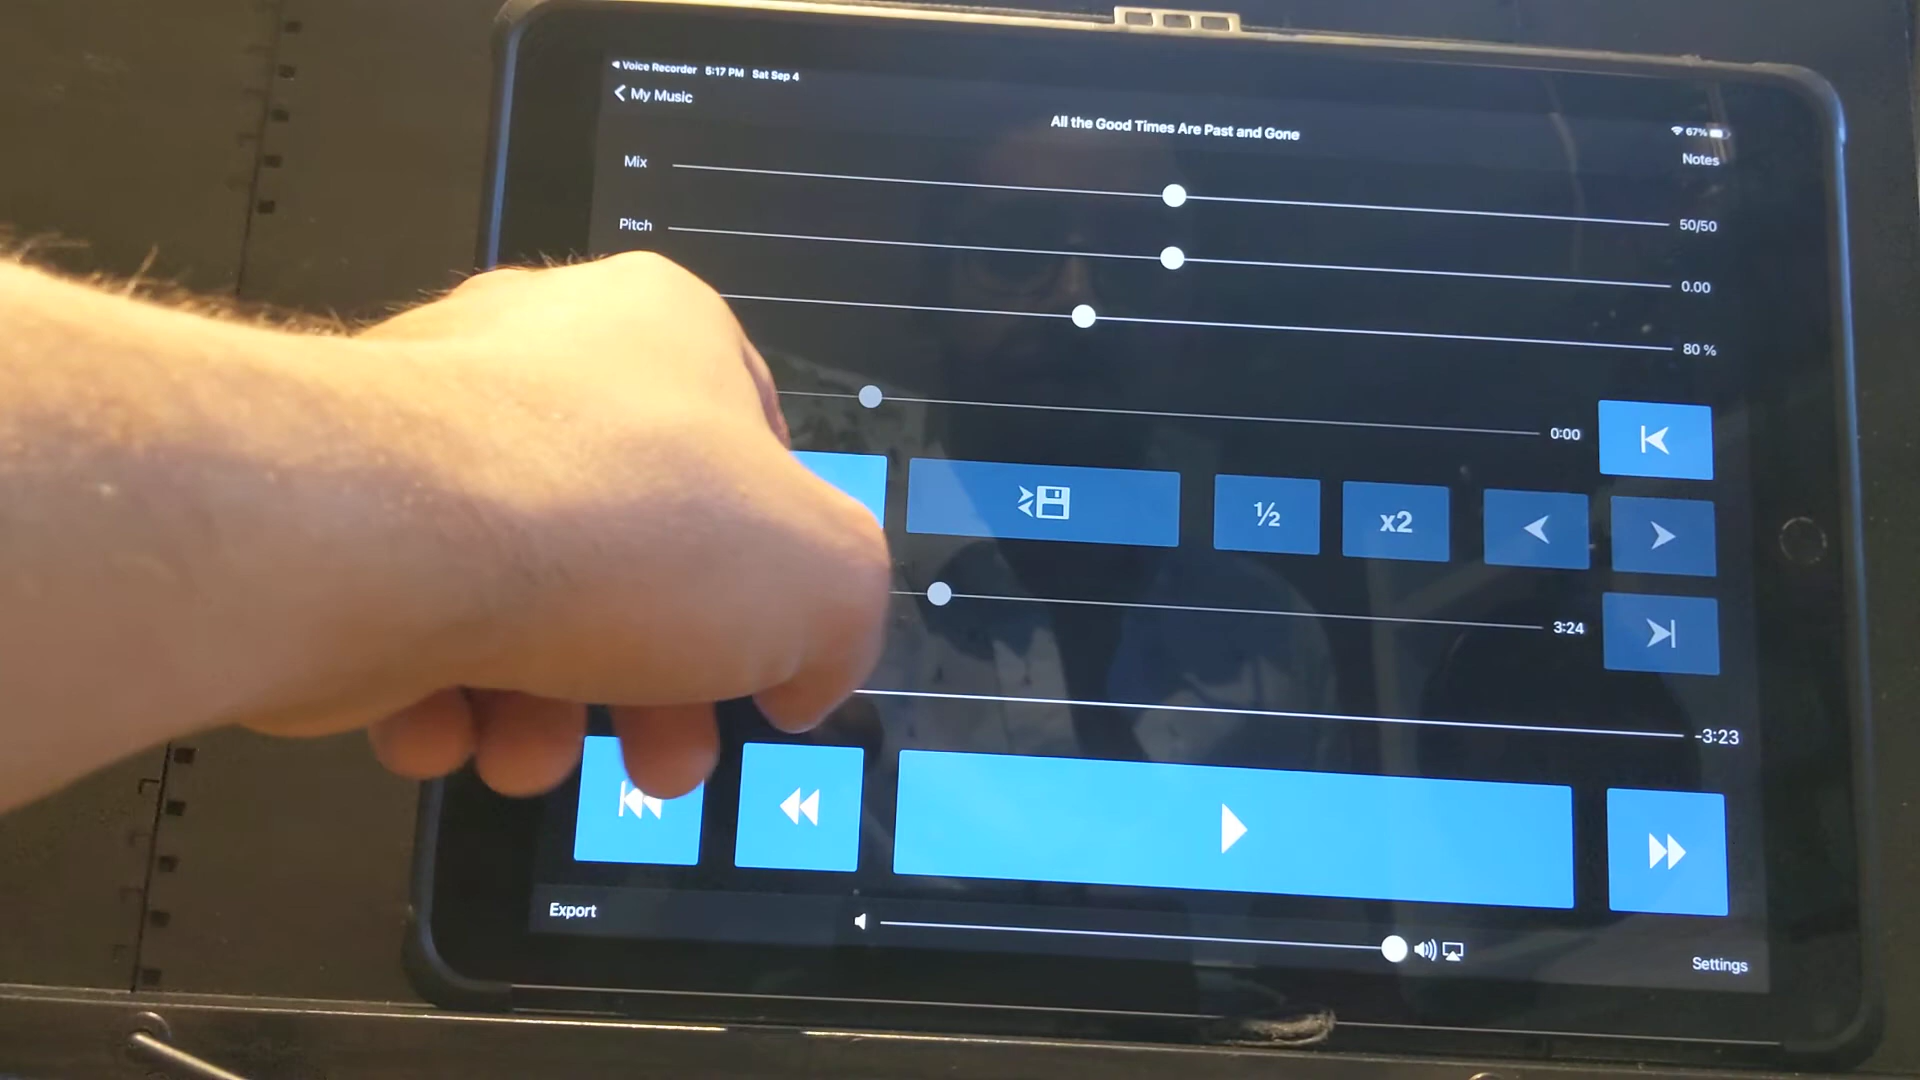 Voice Recorder 5:17 PM Sat Sep 4
My Music
All the Good Times Are Past and Gone
67%
Notes
Mix
50/50
Pitch
0.00
80 %
0:00
½
x2
3:24
-3:23
Export
Settings